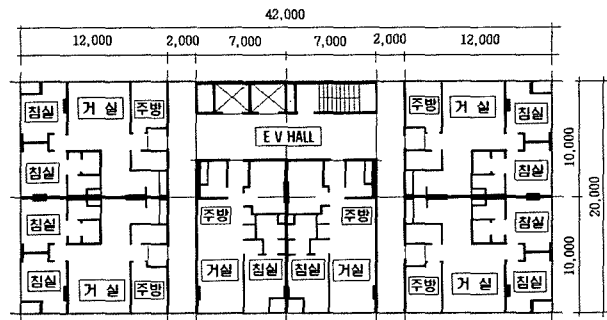 42,000
12,000 2,000 7,000 7,000 2,000 12,000
침실 거실 주방 주방 거실 침실
E V HALL
10,000
침실 침실
20,000
침실 주방 주방 침실
10,000
거실 침실 침실 거실
침실 거실 주방 주방 거실 침실